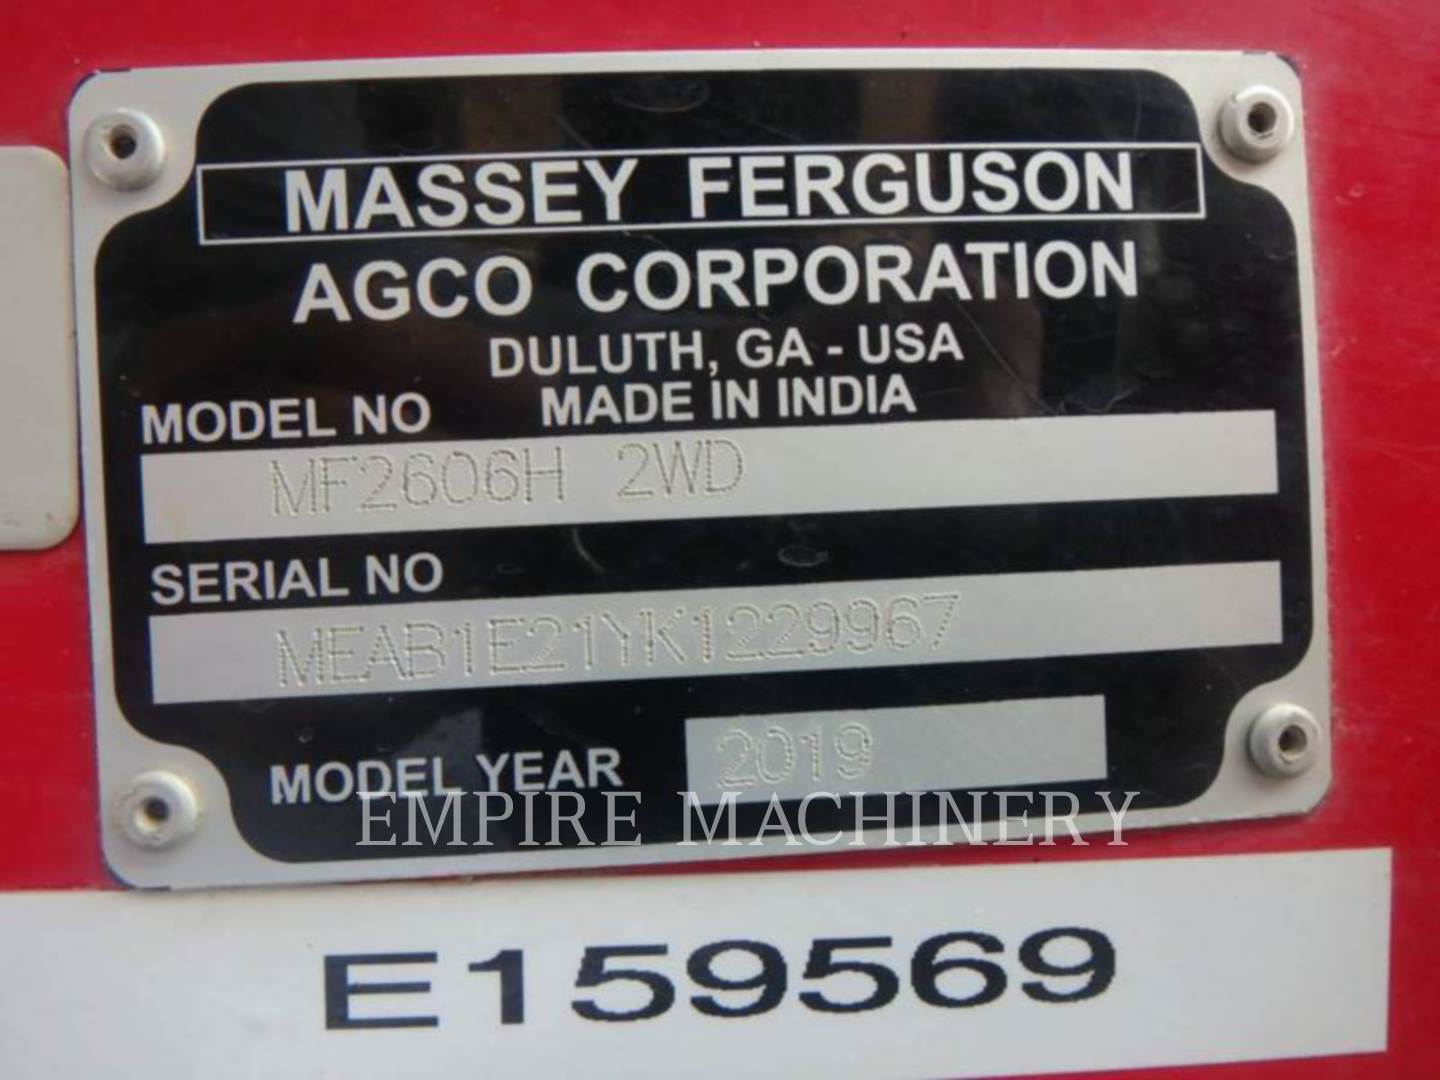 MASSEY FERGUSON
AGCO CORPORATION
DULUTH, GA - USA
MADE IN INDIA
MODEL NO
MF2606H 2WD
SERIAL NO
MEAB1E21YK1229967
MODEL YEAR
2019
EMPIRE MACHINERY
E159569